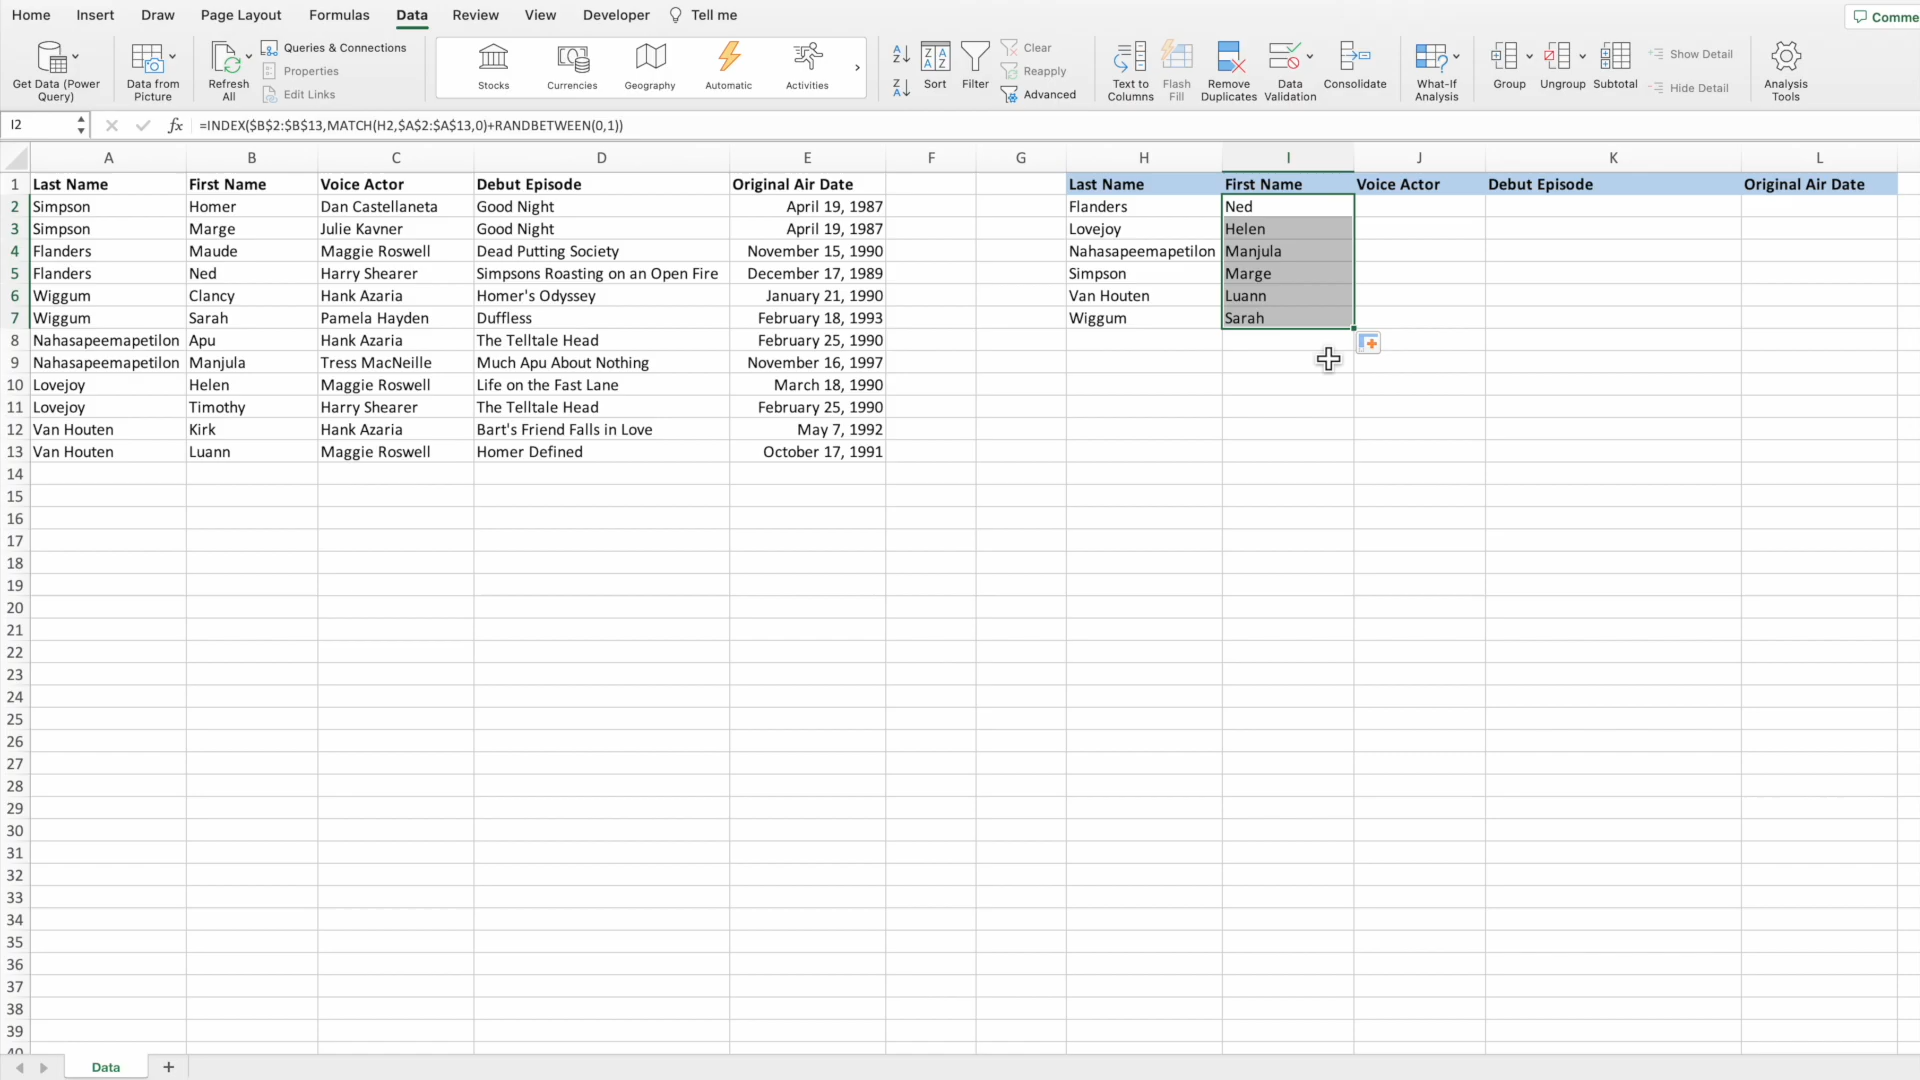 Home Insert Draw Page Layout Formulas Data Review View Developer Tell me Comme
Get Data (Power Query) Data from Picture Refresh All
Queries & Connections
Properties
Edit Links
Stocks Currencies Geography Automatic Activities
Sort Filter
Clear
Reapply
Advanced
Text to Columns Flash Fill Remove Duplicates Data Validation Consolidate What-If Analysis Group Ungroup Subtotal
Show Detail
Hide Detail
Analysis Tools
I2 fx =INDEX($B$2:$B$13,MATCH(H2,$A$2:$A$13,0)+RANDBETWEEN(0,1))
A B C D E F G H I J K L
1 Last Name First Name Voice Actor Debut Episode Original Air Date Last Name First Name Voice Actor Debut Episode Original Air Date
2 Simpson Homer Dan Castellaneta Good Night April 19, 1987 Flanders Ned
3 Simpson Marge Julie Kavner Good Night April 19, 1987 Lovejoy Helen
4 Flanders Maude Maggie Roswell Dead Putting Society November 15, 1990 Nahasapeemapetilon Manjula
5 Flanders Ned Harry Shearer Simpsons Roasting on an Open Fire December 17, 1989 Simpson Marge
6 Wiggum Clancy Hank Azaria Homer's Odyssey January 21, 1990 Van Houten Luann
7 Wiggum Sarah Pamela Hayden Duffless February 18, 1993 Wiggum Sarah
8 Nahasapeemapetilon Apu Hank Azaria The Telltale Head February 25, 1990
9 Nahasapeemapetilon Manjula Tress MacNeille Much Apu About Nothing November 16, 1997
10 Lovejoy Helen Maggie Roswell Life on the Fast Lane March 18, 1990
11 Lovejoy Timothy Harry Shearer The Telltale Head February 25, 1990
12 Van Houten Kirk Hank Azaria Bart's Friend Falls in Love May 7, 1992
13 Van Houten Luann Maggie Roswell Homer Defined October 17, 1991
14
15
16
17
18
19
20
21
22
23
24
25
26
27
28
29
30
31
32
33
34
35
36
37
38
39
40
Data +